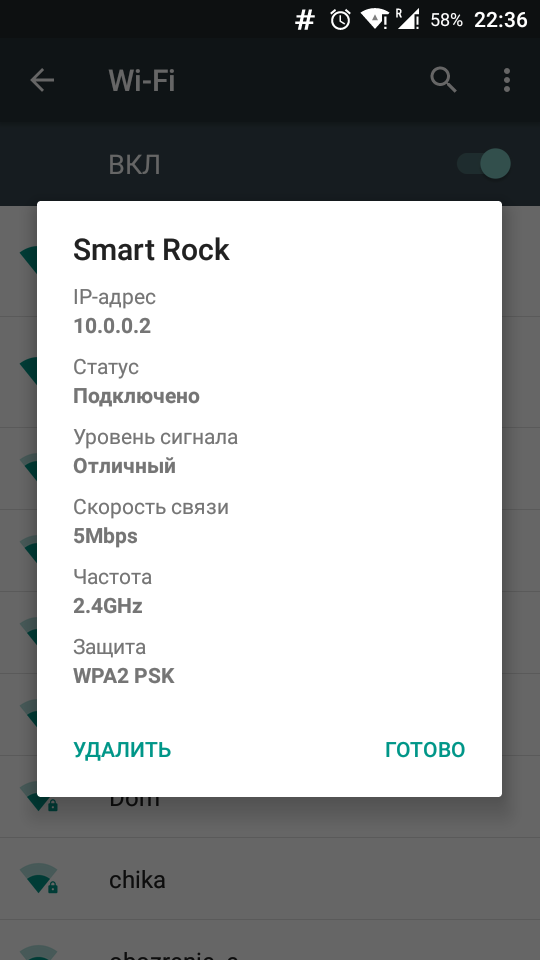 58% 22:36
Wi-Fi
ВКЛ
Smart Rock
IP-адрес
10.0.0.2
Статус
Подключено
Уровень сигнала
Отличный
Скорость связи
5Mbps
Частота
2.4GHz
Защита
WPA2 PSK
УДАЛИТЬ ГОТОВО
Dom
chika